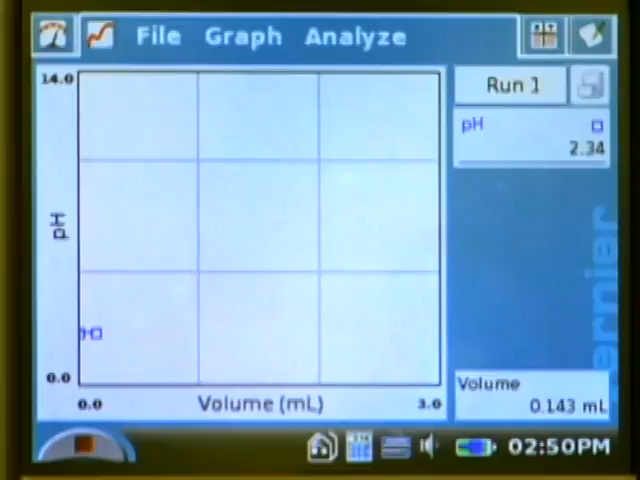 File Graph Analyze
14.0
pH
0.0
0.0
Volume (mL)
3.0
Run 1
pH
2.34
ernier
Volume
0.143 mL
02:50PM